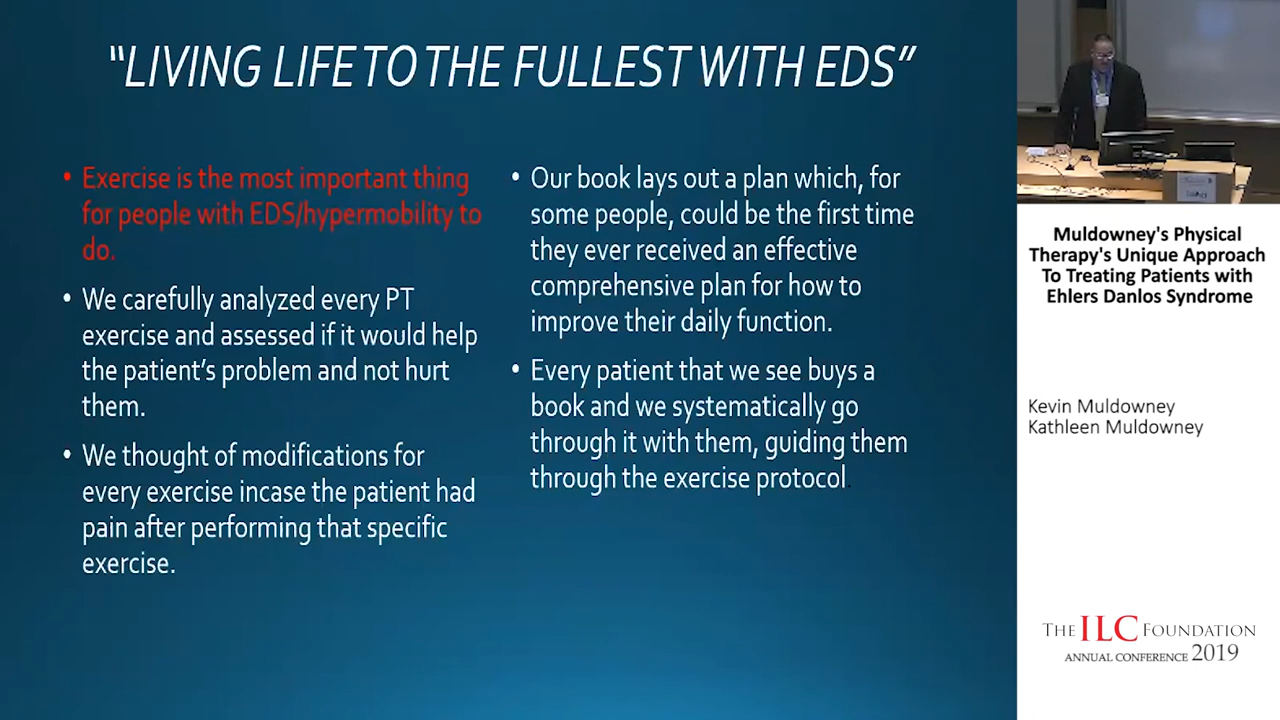 “LIVING LIFE TO THE FULLEST WITH EDS”
• Exercise is the most important thing
for people with EDS/hypermobility to
do.
• We carefully analyzed every PT
exercise and assessed if it would help
the patient’s problem and not hurt
them.
• We thought of modifications for
every exercise incase the patient had
pain after performing that specific
exercise.
• Our book lays out a plan which, for
some people, could be the first time
they ever received an effective
comprehensive plan for how to
improve their daily function.
• Every patient that we see buys a
book and we systematically go
through it with them, guiding them
through the exercise protocol.
Muldowney's Physical
Therapy's Unique Approach
To Treating Patients with
Ehlers Danlos Syndrome
Kevin Muldowney
Kathleen Muldowney
THE ILC FOUNDATION
ANNUAL CONFERENCE 2019